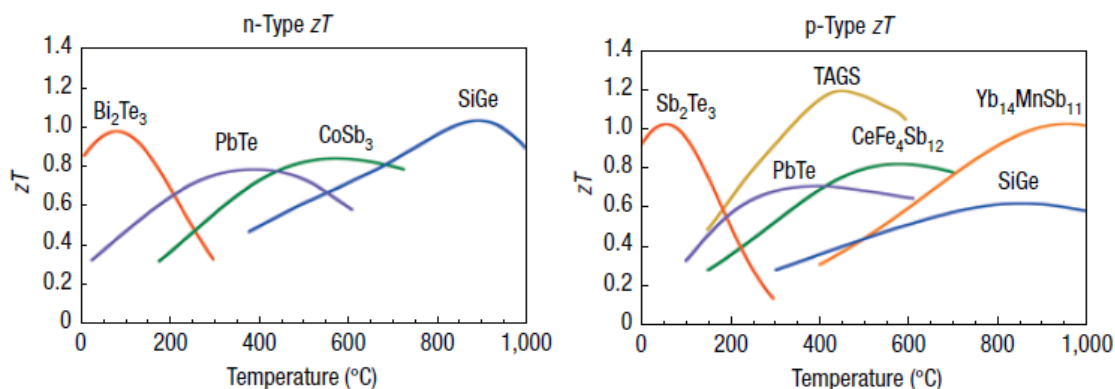 n-Type zT
1.4
1.2
1.0
0.8
0.6
0.4
0.2
0
zT
Bi₂Te₃
PbTe
CoSb₃
SiGe
0 200 400 600 800 1,000
Temperature (°C)
p-Type zT
1.4
1.2
1.0
0.8
0.6
0.4
0.2
0
zT
Sb₂Te₃
TAGS
Yb₁₄MnSb₁₁
CeFe₄Sb₁₂
PbTe
SiGe
0 200 400 600 800 1,000
Temperature (°C)